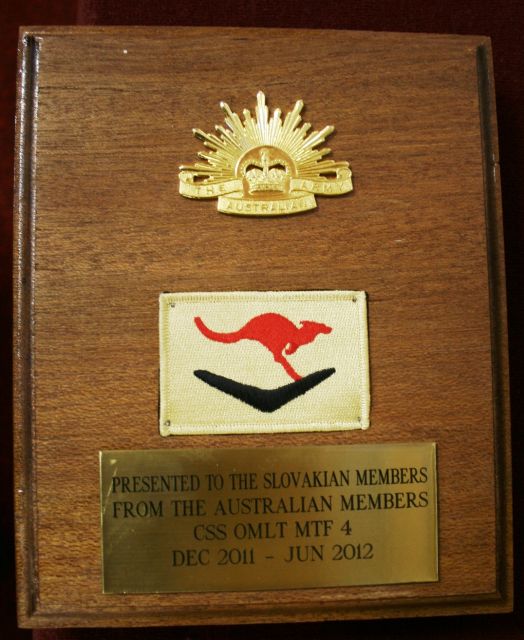 THE AUSTRALIAN ARMY
PRESENTED TO THE SLOVAKIAN MEMBERS
FROM THE AUSTRALIAN MEMBERS
CSS OMLT MTF 4
DEC 2011 - JUN 2012